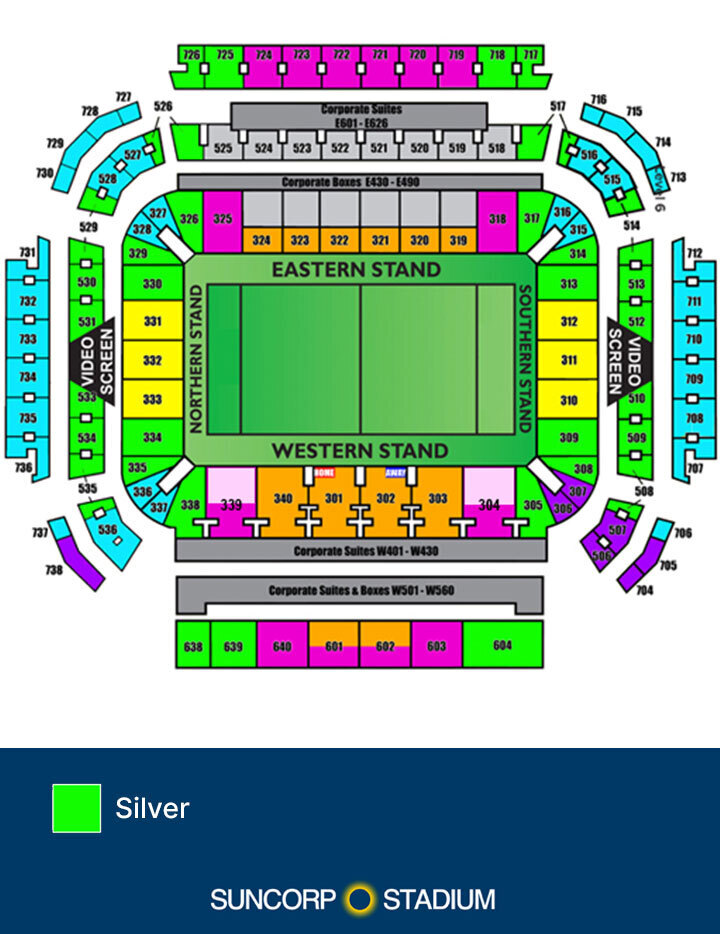 726 725 724 723 722 721 720 719 718 717
727 526 Corporate Suites 517 716
728 E601 - E626 715
729 527 525 524 523 522 521 520 519 518 516 714
730 528 Corporate Boxes E430 - E490 515 713
Level 6
529 327 326 325 318 317 316 514
328 324 323 322 321 320 319 315
329 314
731 EASTERN STAND 712
530 330 313 513
732 711
531 331 312 512
733 VIDEO SCREEN NORTHERN STAND SOUTHERN STAND VIDEO SCREEN 710
332 311
734 709
533 333 310 510
735 708
534 334 309 509
736 WESTERN STAND 707
335 308
535 336 HOME AWAY 307 508
337 338 339 340 301 302 303 304 305 306
737 536 507 706
738 Corporate Suites W401 - W430 506 705
704
Corporate Suites & Boxes W501 - W560
638 639 640 601 602 603 604
Silver
SUNCORP STADIUM